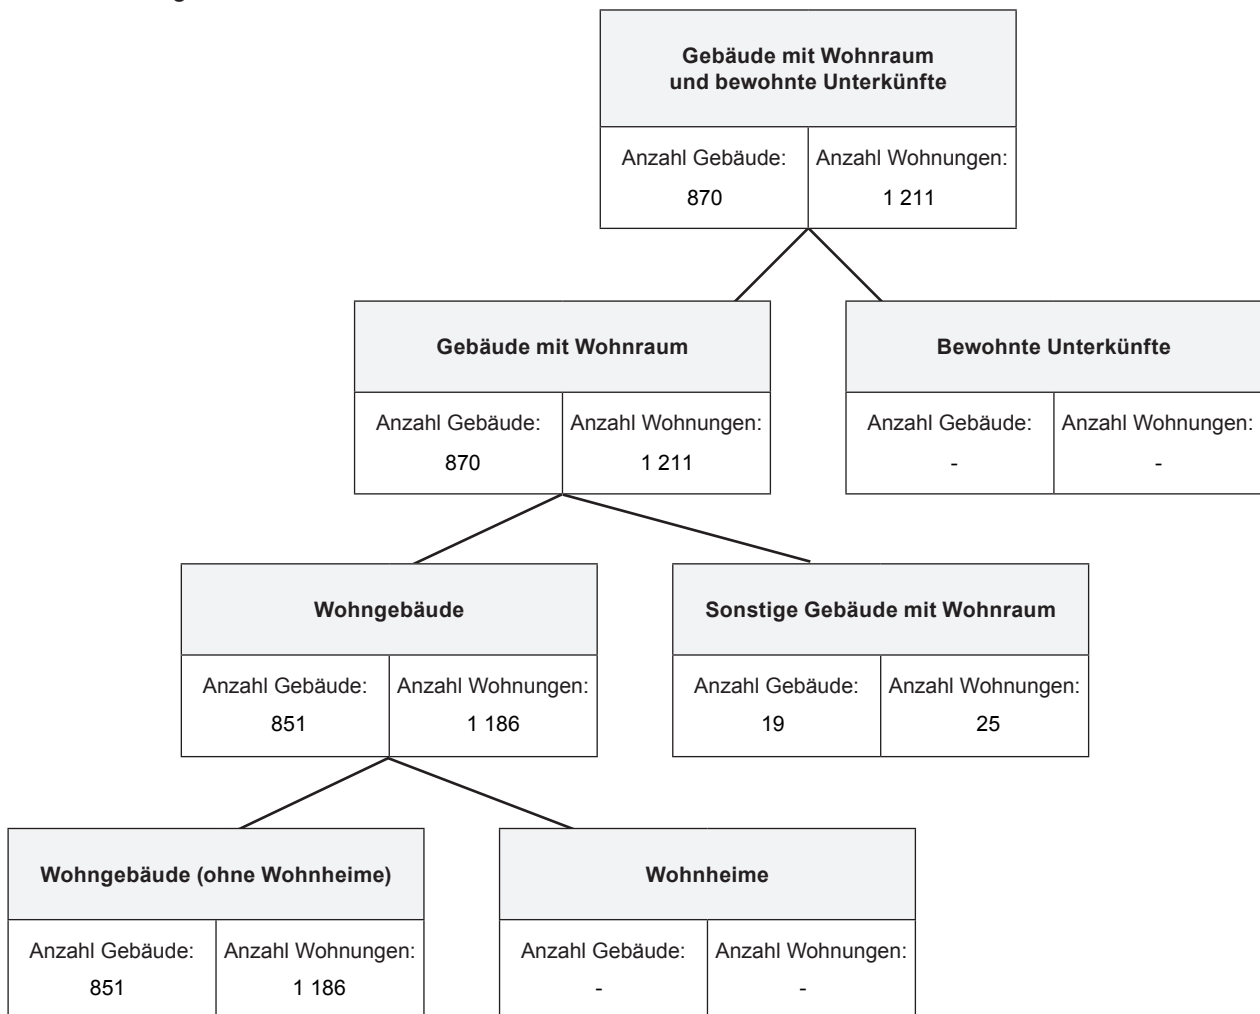 Gebäude mit Wohnraum
und bewohnte Unterkünfte
Anzahl Gebäude: Anzahl Wohnungen:
870 1 211
Gebäude mit Wohnraum Bewohnte Unterkünfte
Anzahl Gebäude: Anzahl Wohnungen: Anzahl Gebäude: Anzahl Wohnungen:
870 1 211 - -
Wohngebäude Sonstige Gebäude mit Wohnraum
Anzahl Gebäude: Anzahl Wohnungen: Anzahl Gebäude: Anzahl Wohnungen:
851 1 186 19 25
Wohngebäude (ohne Wohnheime) Wohnheime
Anzahl Gebäude: Anzahl Wohnungen: Anzahl Gebäude: Anzahl Wohnungen:
851 1 186 - -